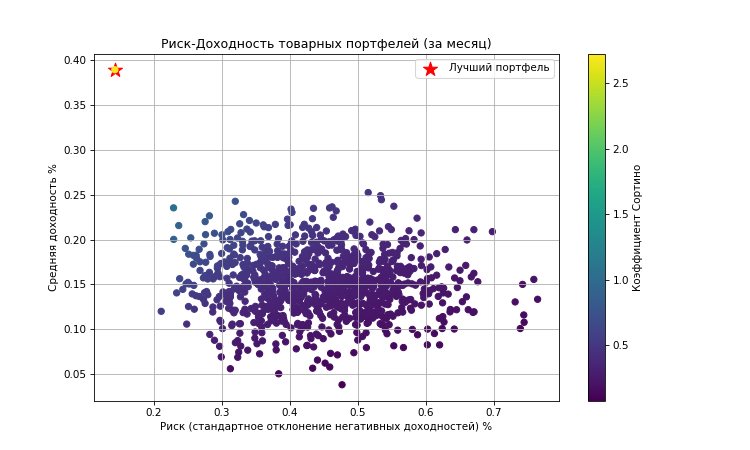 Риск-Доходность товарных портфелей (за месяц)
Лучший портфель
0.40
0.35
0.30
0.25
0.20
0.15
0.10
0.05
Средняя доходность %
0.2 0.3 0.4 0.5 0.6 0.7
Риск (стандартное отклонение негативных доходностей) %
2.5
2.0
1.5
1.0
0.5
Коэффициент Сортино